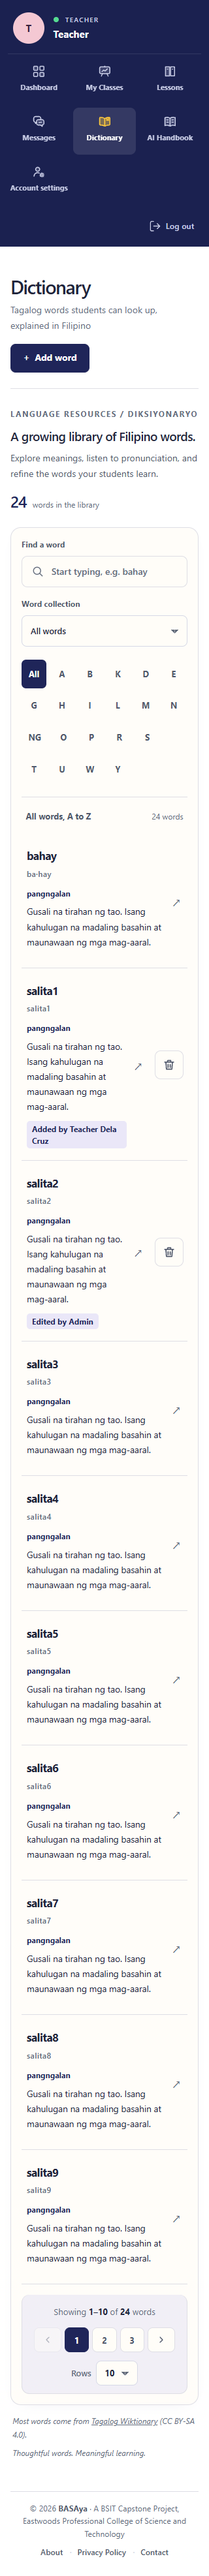 T
TEACHER
Teacher
Dashboard
My Classes
Lessons
Messages
Dictionary
AI Handbook
Account settings
Log out
Dictionary
Tagalog words students can look up,
explained in Filipino
+ Add word
LANGUAGE RESOURCES / DIKSIYONARYO
A growing library of Filipino words.
Explore meanings, listen to pronunciation, and
refine the words your students learn.
24 words in the library
Find a word
Start typing, e.g. bahay
Word collection
All words
All A B K D E
G H I L M N
NG O P R S
T U W Y
All words, A to Z 24 words
bahay
ba·hay
pangngalan
Gusali na tirahan ng tao. Isang
kahulugan na madaling basahin at
maunawaan ng mga mag-aaral.
↗
salita1
salita1
pangngalan
Gusali na tirahan ng tao.
Isang kahulugan na
madaling basahin at
maunawaan ng mga
mag-aaral.
↗
Added by Teacher Dela
Cruz
salita2
salita2
pangngalan
Gusali na tirahan ng tao.
Isang kahulugan na
madaling basahin at
maunawaan ng mga
mag-aaral.
↗
Edited by Admin
salita3
salita3
pangngalan
Gusali na tirahan ng tao. Isang
kahulugan na madaling basahin at
maunawaan ng mga mag-aaral.
↗
salita4
salita4
pangngalan
Gusali na tirahan ng tao. Isang
kahulugan na madaling basahin at
maunawaan ng mga mag-aaral.
↗
salita5
salita5
pangngalan
Gusali na tirahan ng tao. Isang
kahulugan na madaling basahin at
maunawaan ng mga mag-aaral.
↗
salita6
salita6
pangngalan
Gusali na tirahan ng tao. Isang
kahulugan na madaling basahin at
maunawaan ng mga mag-aaral.
↗
salita7
salita7
pangngalan
Gusali na tirahan ng tao. Isang
kahulugan na madaling basahin at
maunawaan ng mga mag-aaral.
↗
salita8
salita8
pangngalan
Gusali na tirahan ng tao. Isang
kahulugan na madaling basahin at
maunawaan ng mga mag-aaral.
↗
salita9
salita9
pangngalan
Gusali na tirahan ng tao. Isang
kahulugan na madaling basahin at
maunawaan ng mga mag-aaral.
↗
Showing 1–10 of 24 words
‹ 1 2 3 ›
Rows 10
Most words come from Tagalog Wiktionary (CC BY-SA
4.0).
Thoughtful words. Meaningful learning.
© 2026 BASAya · A BSIT Capstone Project,
Eastwoods Professional College of Science and
Technology
About · Privacy Policy · Contact